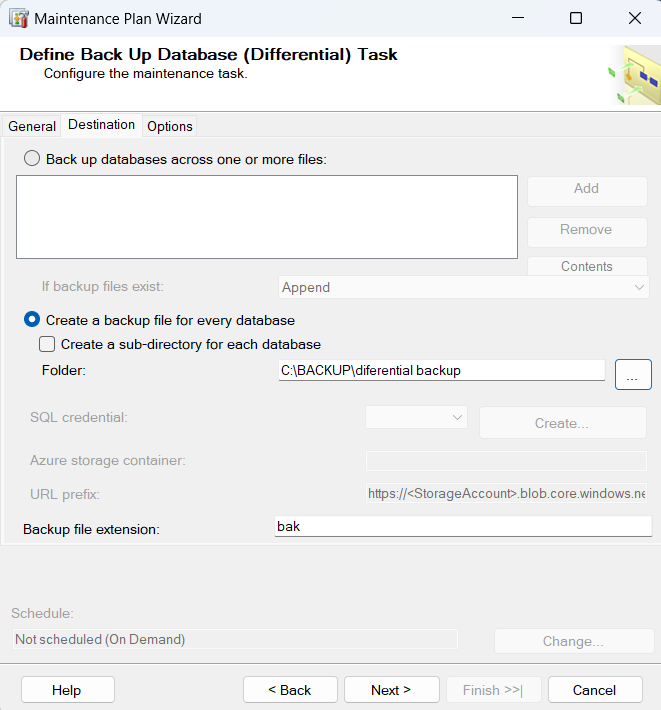 Maintenance Plan Wizard
Define Back Up Database (Differential) Task
Configure the maintenance task.
General Destination Options
Back up databases across one or more files:
Add
Remove
Contents
If backup files exist: Append
Create a backup file for every database
Create a sub-directory for each database
Folder: C:\BACKUP\diferential backup ...
SQL credential: Create...
Azure storage container:
URL prefix: https://<StorageAccount>.blob.core.windows.ne
Backup file extension: bak
Schedule:
Not scheduled (On Demand) Change...
Help < Back Next > Finish >>| Cancel